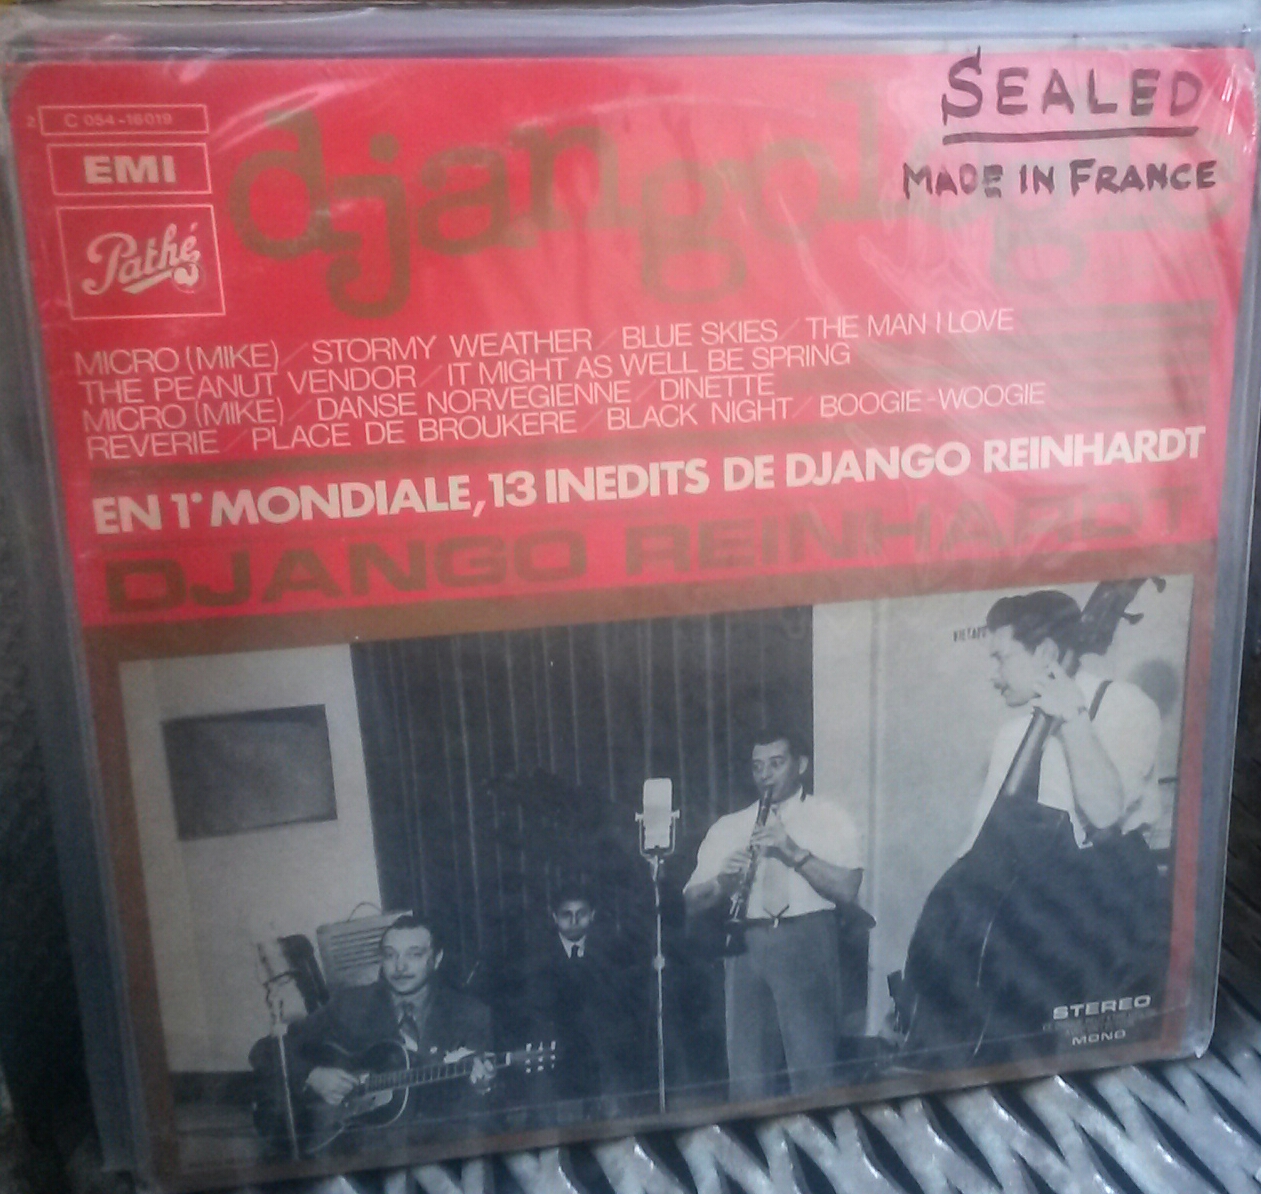 SEALED
MADE IN FRANCE
2 C 054-16019
EMI
Pathé
djangologie
MICRO (MIKE) / STORMY WEATHER / BLUE SKIES / THE MAN I LOVE
THE PEANUT VENDOR / IT MIGHT AS WELL BE SPRING
MICRO (MIKE) / DANSE NORVEGIENNE / DINETTE
REVERIE / PLACE DE BROUKERE / BLACK NIGHT / BOOGIE-WOOGIE
EN 1° MONDIALE, 13 INEDITS DE DJANGO REINHARDT
DJANGO REINHARDT
STEREO
MONO